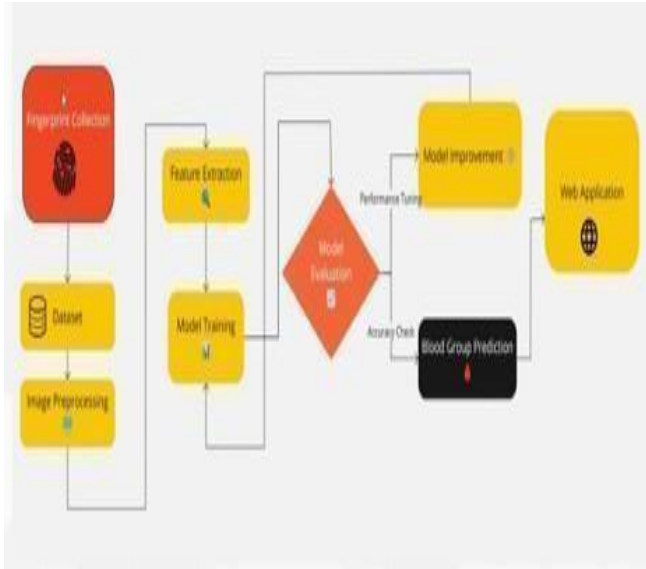 Fingerprint Collection
Dataset
Image Preprocessing
Feature Extraction
Model Training
Model
Evaluation
Performance Tuning
Accuracy Check
Model Improvement
Blood Group Prediction
Web Application